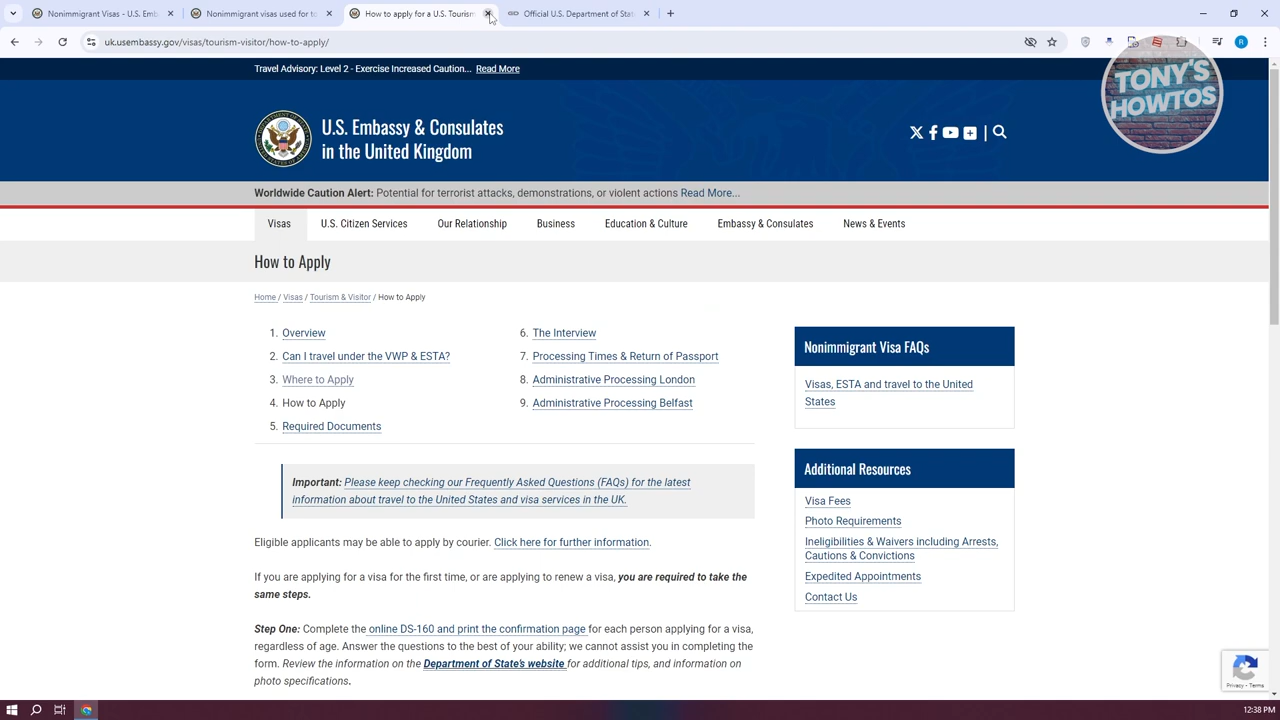 Nonimmigrant Visas - U.S. Emb
Nonimmigrant visas used for to
How to apply for a U.S. Tourism
Official U.S. Department of Stat
uk.usembassy.gov/visas/tourism-visitor/how-to-apply/
R
Travel Advisory: Level 2 - Exercise Increased Caution... Read More
TONY'S
HOWTOS
U.S. Embassy & Consulates
in the United Kingdom
Worldwide Caution Alert: Potential for terrorist attacks, demonstrations, or violent actions Read More...
Visas
U.S. Citizen Services
Our Relationship
Business
Education & Culture
Embassy & Consulates
News & Events
How to Apply
Home / Visas / Tourism & Visitor / How to Apply
1. Overview
2. Can I travel under the VWP & ESTA?
3. Where to Apply
4. How to Apply
5. Required Documents
6. The Interview
7. Processing Times & Return of Passport
8. Administrative Processing London
9. Administrative Processing Belfast
Important: Please keep checking our Frequently Asked Questions (FAQs) for the latest
information about travel to the United States and visa services in the UK.
Eligible applicants may be able to apply by courier. Click here for further information.
If you are applying for a visa for the first time, or are applying to renew a visa, you are required to take the
same steps.
Step One: Complete the online DS-160 and print the confirmation page for each person applying for a visa,
regardless of age. Answer the questions to the best of your ability; we cannot assist you in completing the
form. Review the information on the Department of State's website for additional tips, and information on
photo specifications.
Nonimmigrant Visa FAQs
Visas, ESTA and travel to the United
States
Additional Resources
Visa Fees
Photo Requirements
Ineligibilities & Waivers including Arrests,
Cautions & Convictions
Expedited Appointments
Contact Us
Privacy - Terms
12:38 PM